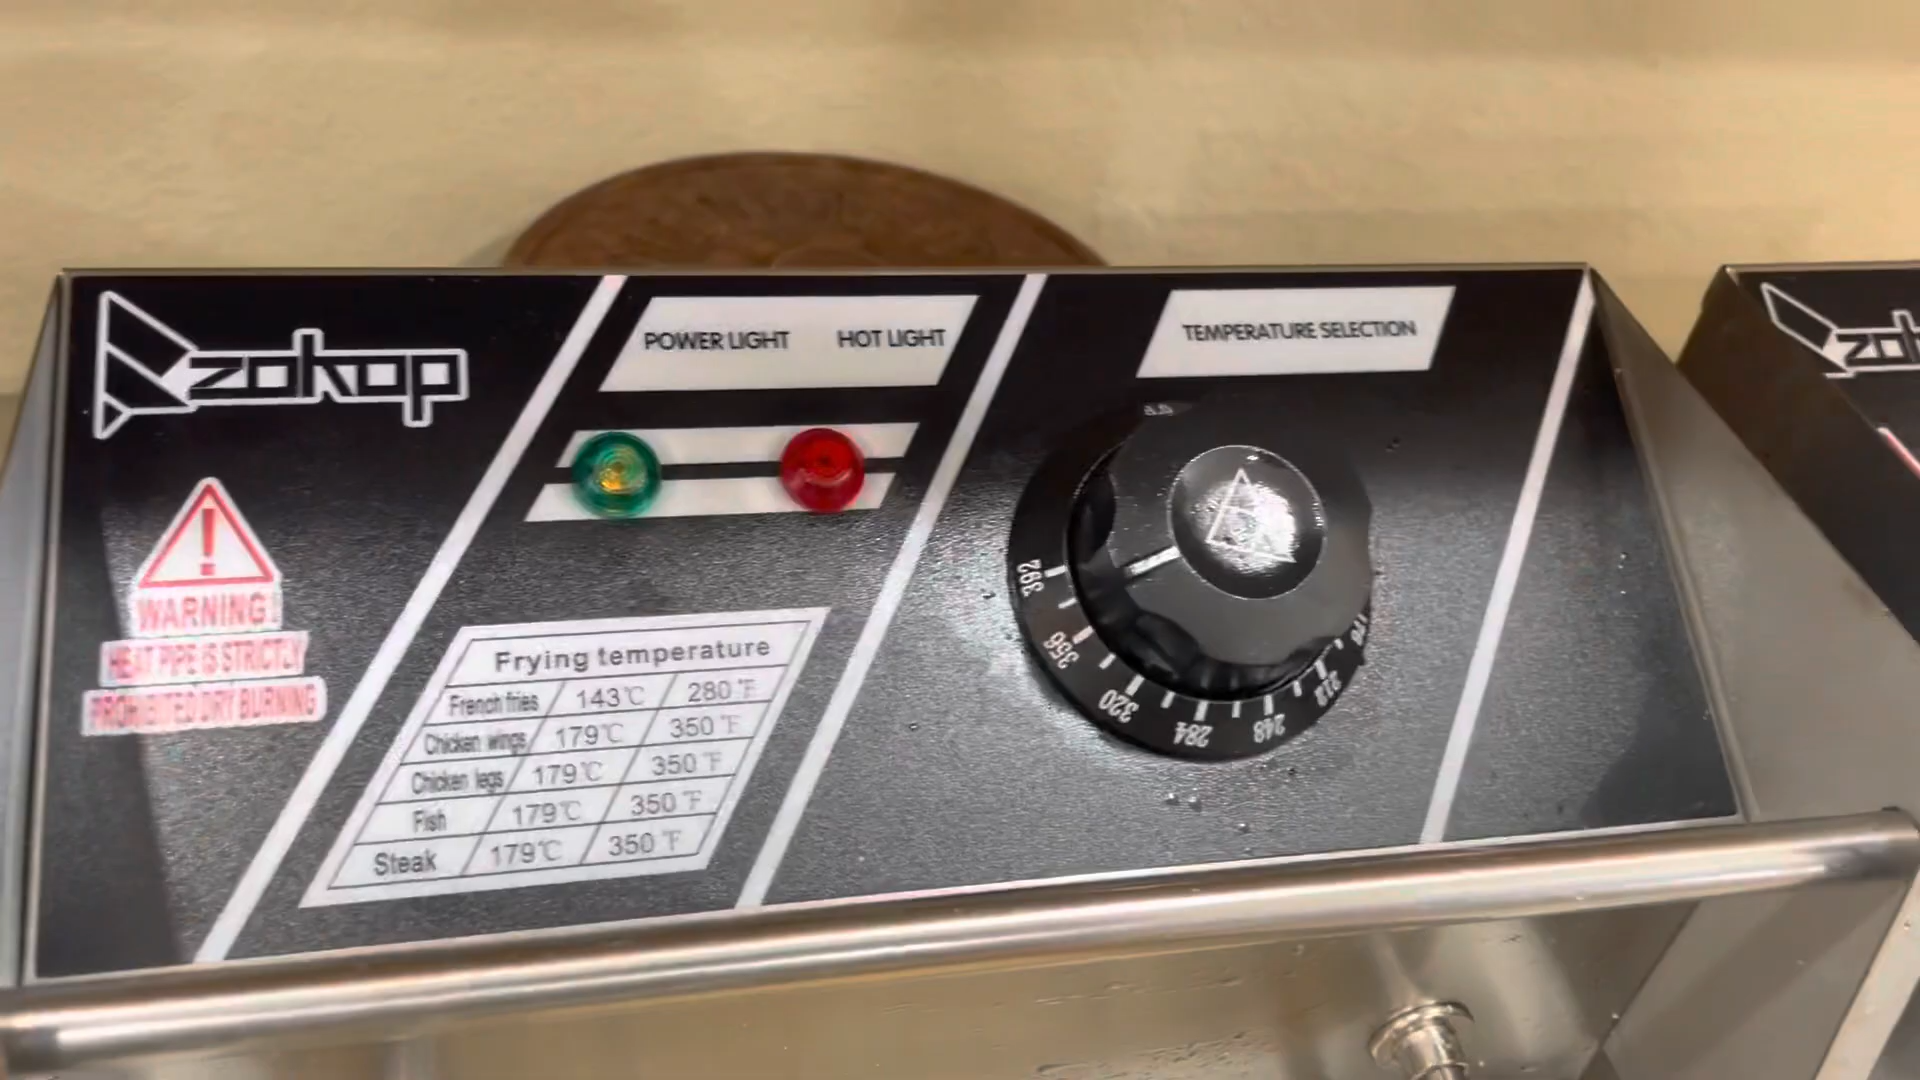 zokop
POWER LIGHT HOT LIGHT
TEMPERATURE SELECTION
WARNING!
HEAT PIPE IS STRICTLY
PROHIBITED DRY BURNING
Frying temperature
French fries 143℃ 280℉
Chicken wings 179℃ 350℉
Chicken legs 179℃ 350℉
Fish 179℃ 350℉
Steak 179℃ 350℉
392
356
320
284
248
212